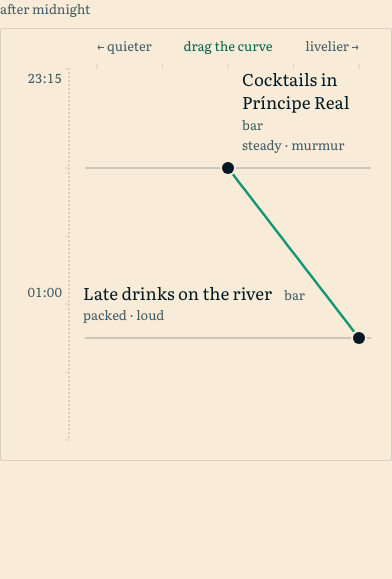 after midnight
← quieter drag the curve livelier →
23:15
Cocktails in
Príncipe Real
bar
steady · murmur
01:00 Late drinks on the river bar
packed · loud